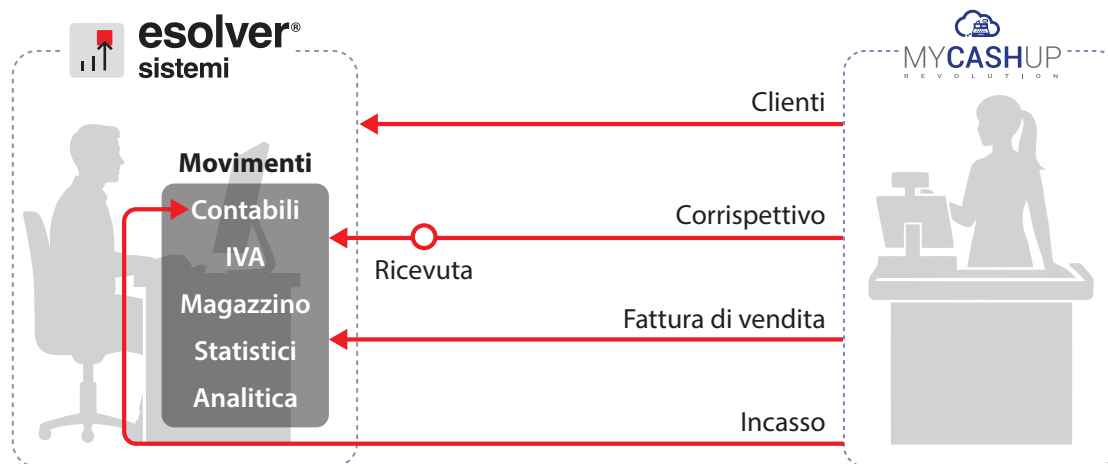 esolver®
sistemi
MYCASHUP
REVOLUTION
Clienti
Movimenti
Contabili
IVA
Magazzino
Statistici
Analitica
Corrispettivo
Ricevuta
Fattura di vendita
Incasso